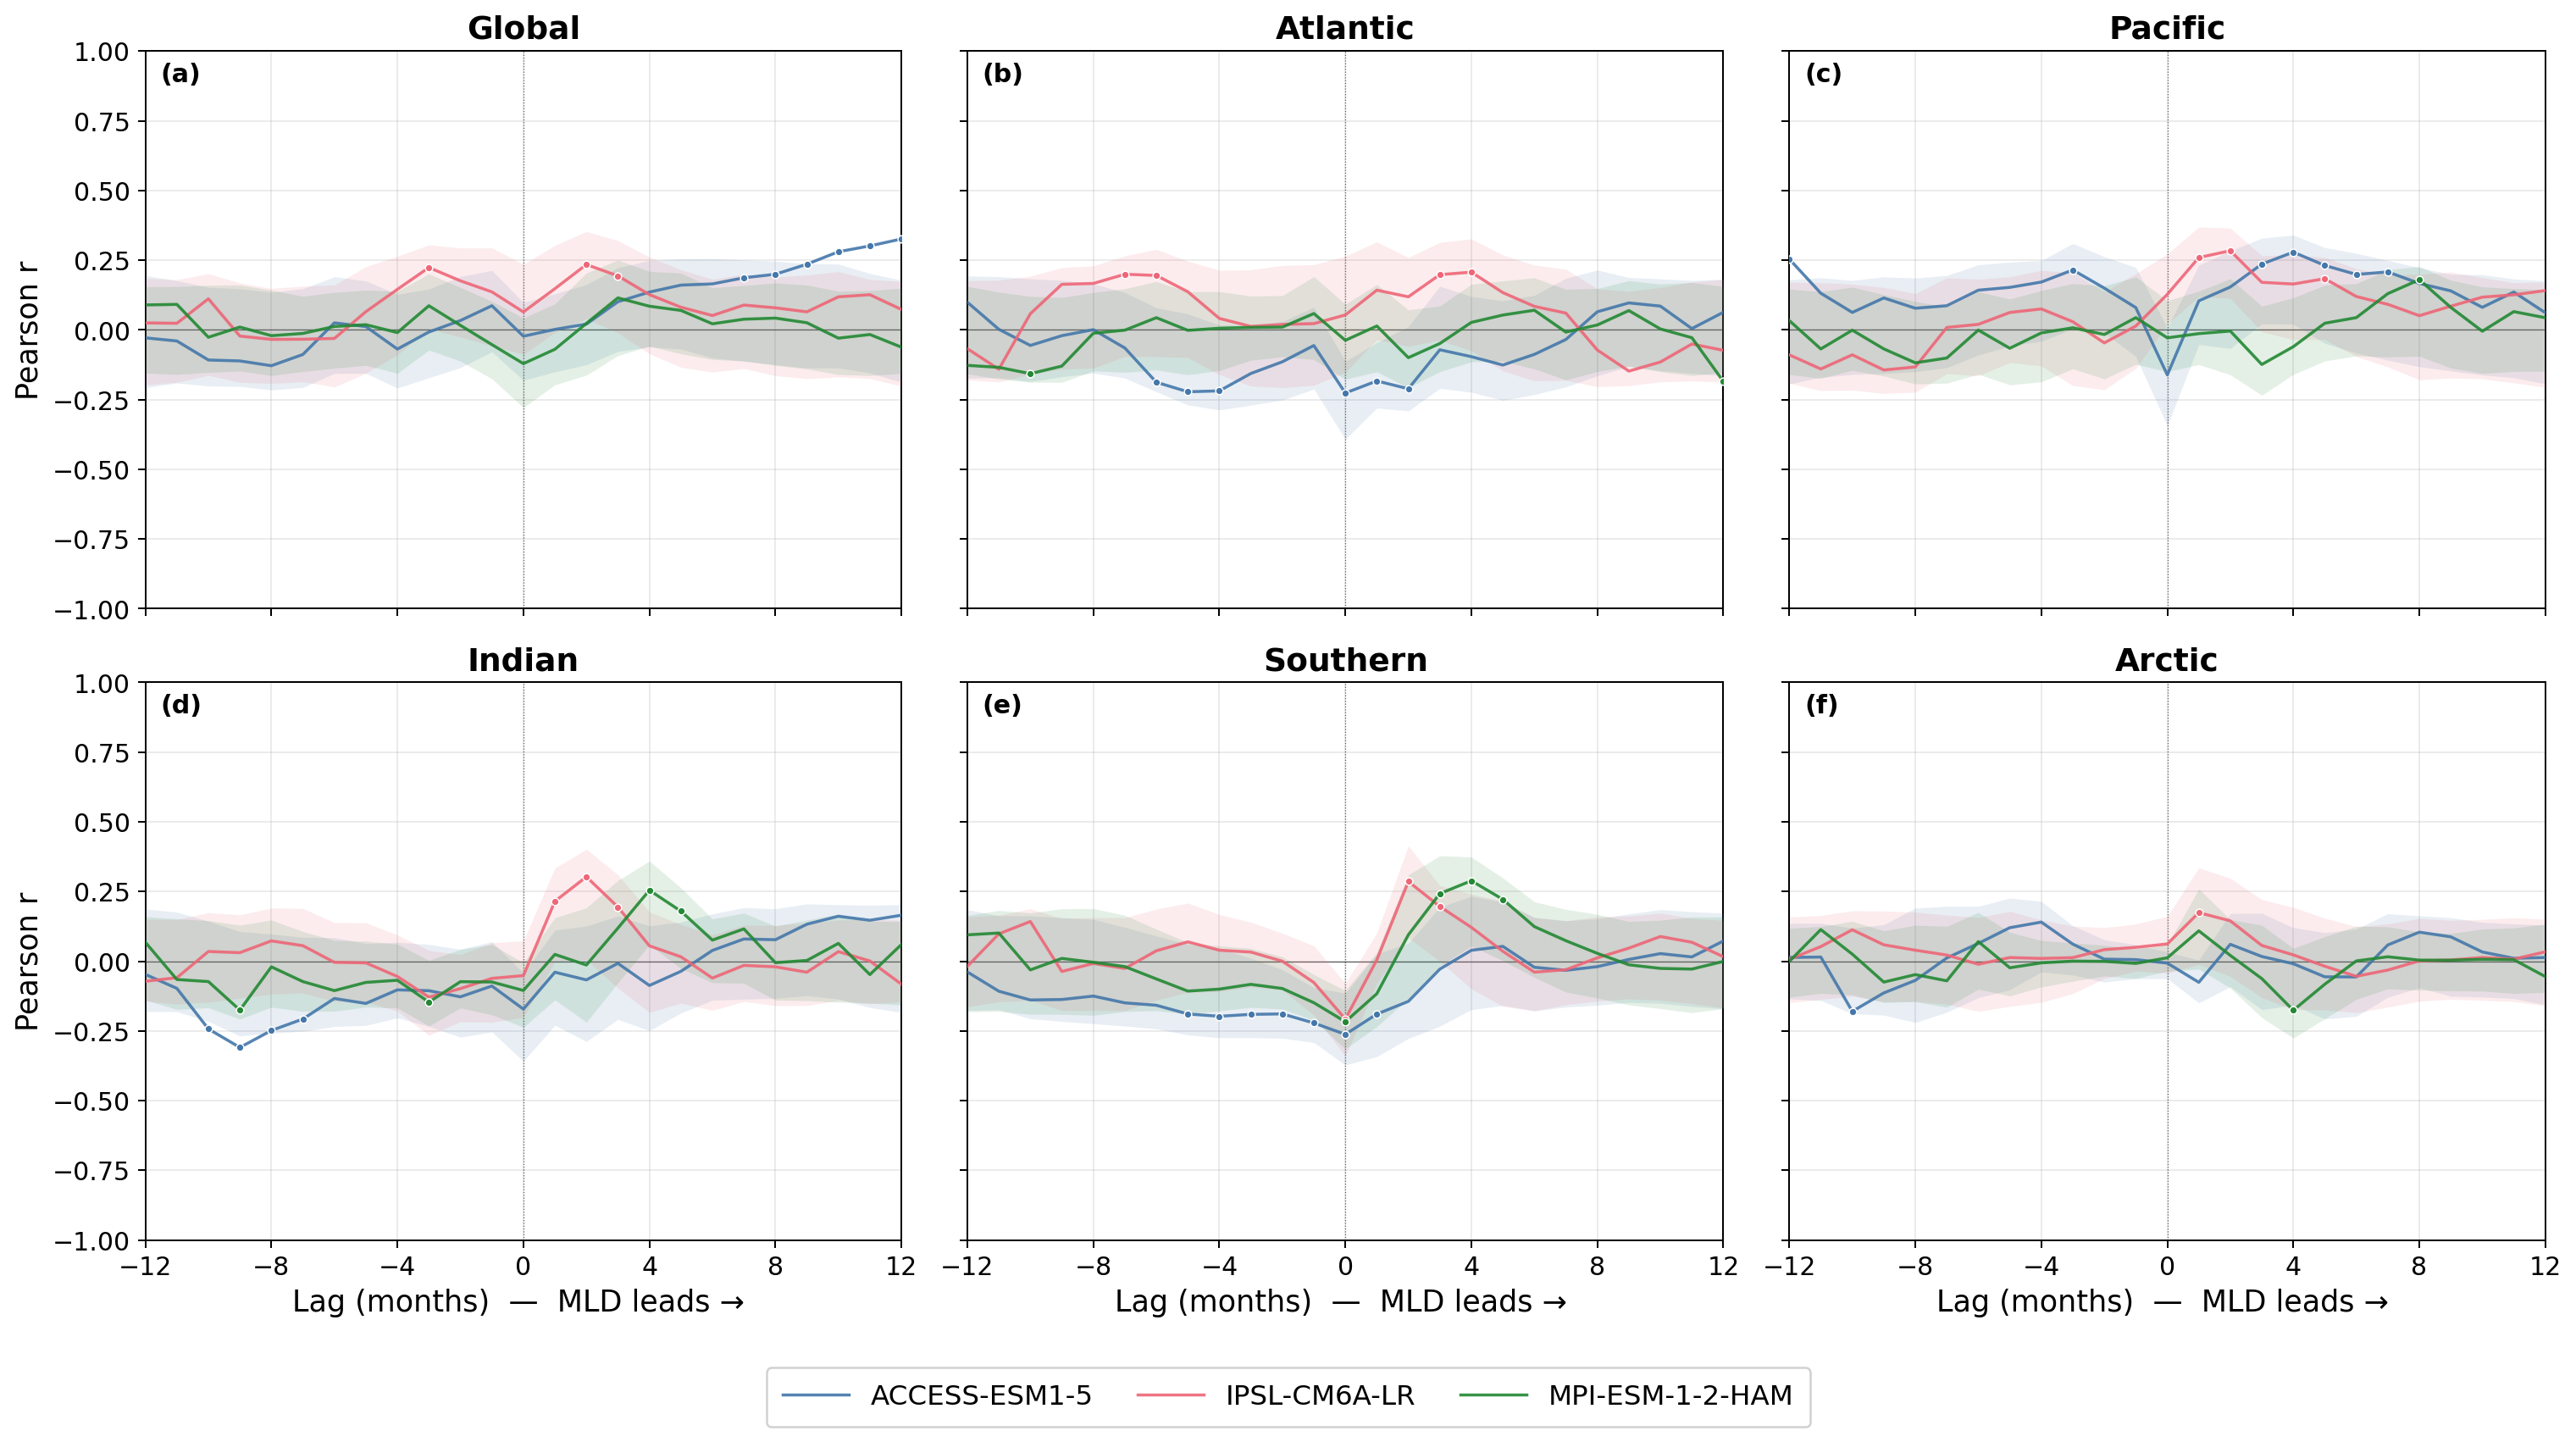 Global
Atlantic
Pacific
(a)
(b)
(c)
1.00
0.75
0.50
0.25
0.00
−0.25
−0.50
−0.75
−1.00
Pearson r
Indian
Southern
Arctic
(d)
(e)
(f)
1.00
0.75
0.50
0.25
0.00
−0.25
−0.50
−0.75
−1.00
Pearson r
−12 −8 −4 0 4 8 12
−12 −8 −4 0 4 8 12
−12 −8 −4 0 4 8 12
Lag (months) — MLD leads →
Lag (months) — MLD leads →
Lag (months) — MLD leads →
ACCESS-ESM1-5
IPSL-CM6A-LR
MPI-ESM-1-2-HAM